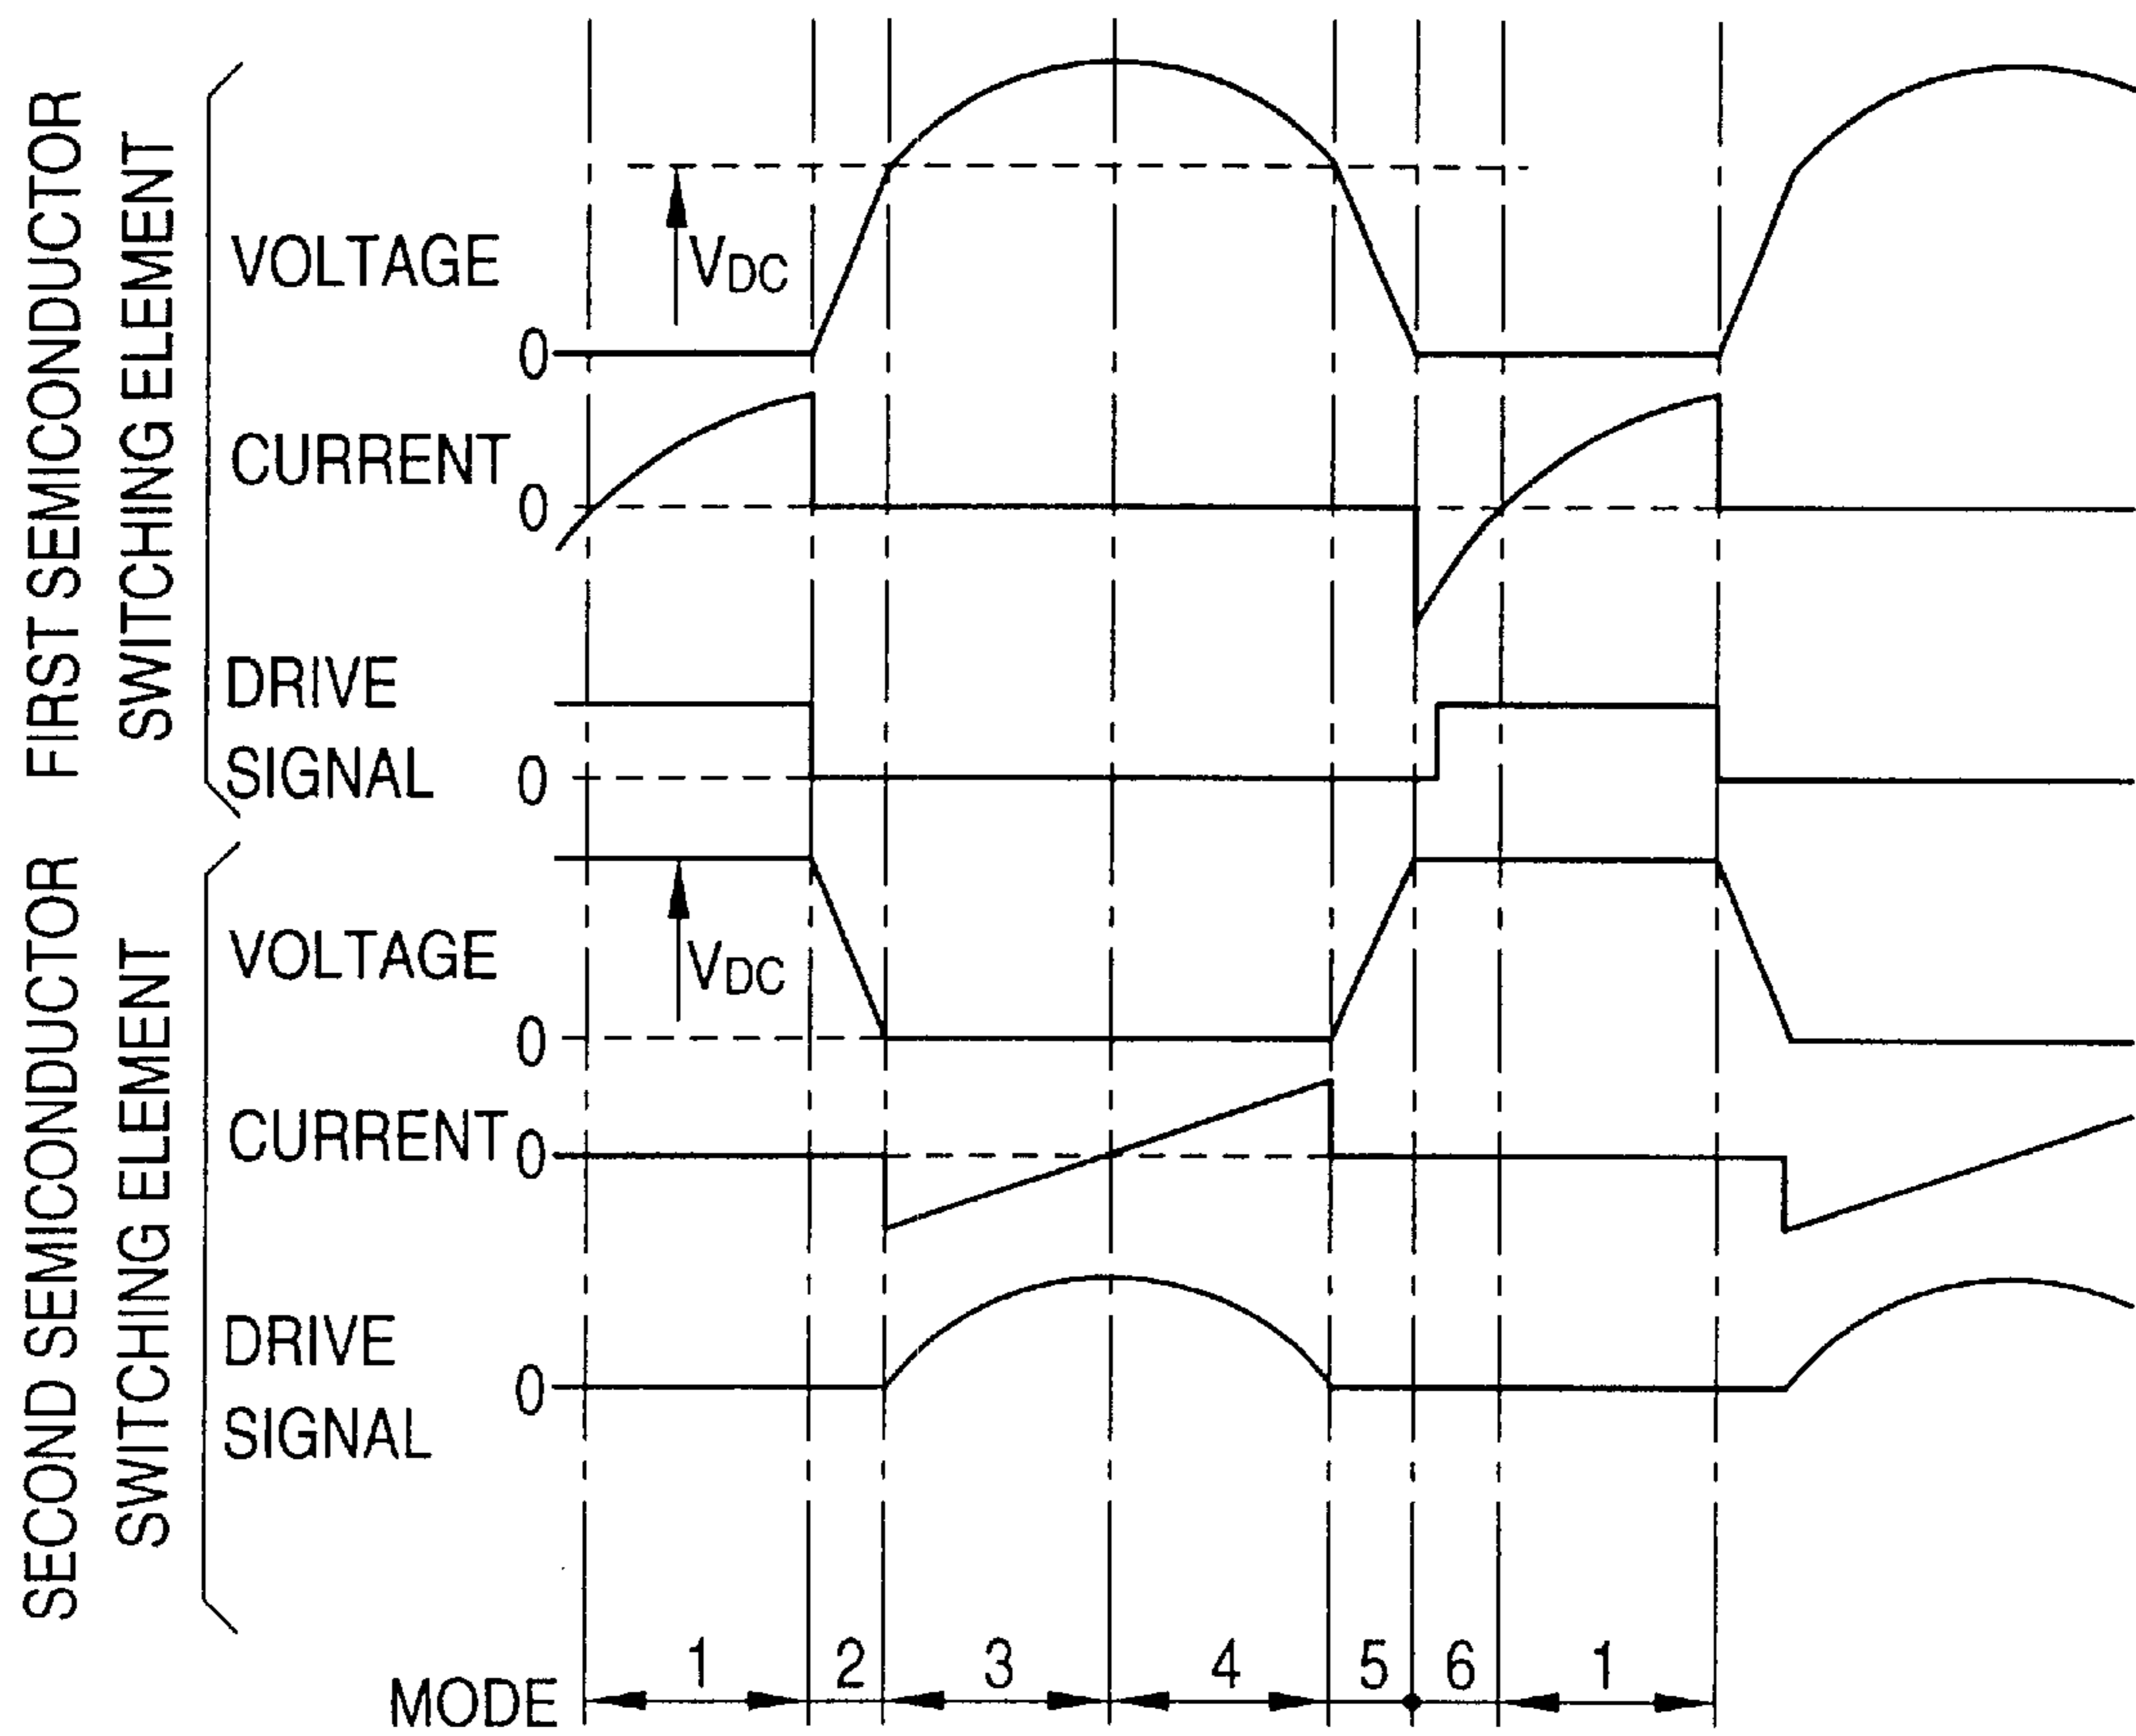 FIRST SEMICONDUCTOR
SWITCHING ELEMENT
VOLTAGE
VDC
0
CURRENT
0
DRIVE
SIGNAL
0
SECOND SEMICONDUCTOR
SWITCHING ELEMENT
VOLTAGE
VDC
0
CURRENT
0
DRIVE
SIGNAL
0
MODE
1 2 3 4 5 6 1